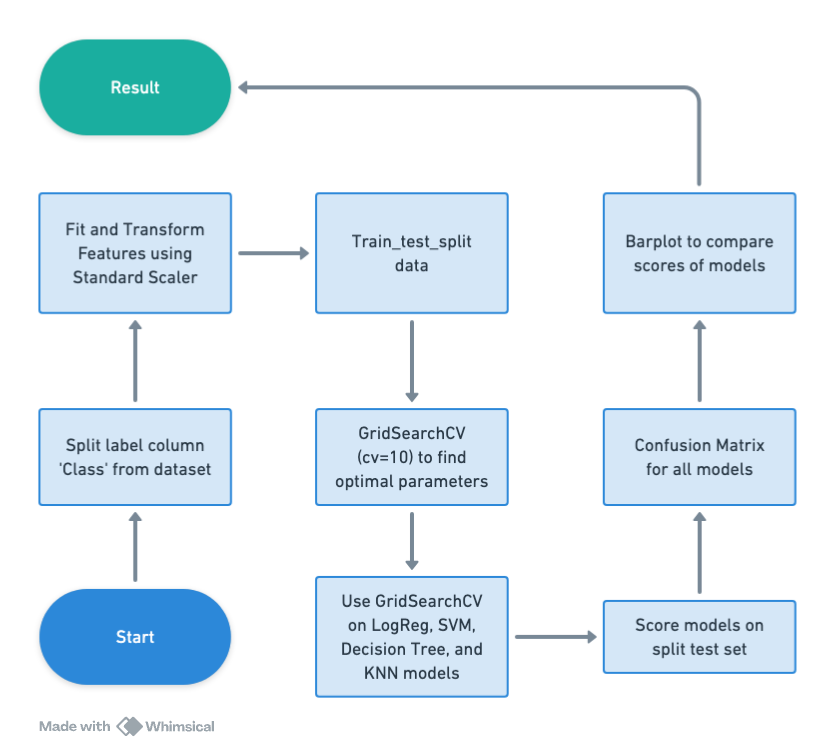 Result
Fit and Transform
Features using
Standard Scaler
Train_test_split
data
Barplot to compare
scores of models
Split label column
'Class' from dataset
GridSearchCV
(cv=10) to find
optimal parameters
Confusion Matrix
for all models
Start
Use GridSearchCV
on LogReg, SVM,
Decision Tree, and
KNN models
Score models on
split test set
Made with Whimsical